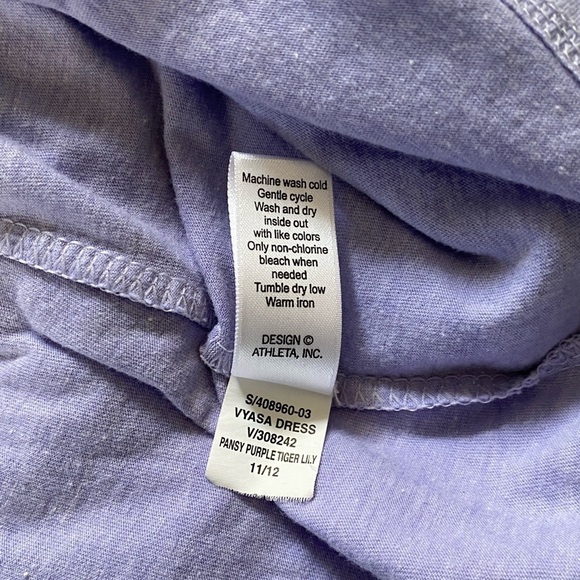 Machine wash cold
Gentle cycle
Wash and dry
inside out
with like colors
Only non-chlorine
bleach when
needed
Tumble dry low
Warm iron
DESIGN ©
ATHLETA, INC.
S/408960-03
VYASA DRESS
V/308242
PANSY PURPLE TIGER LILY
11/12